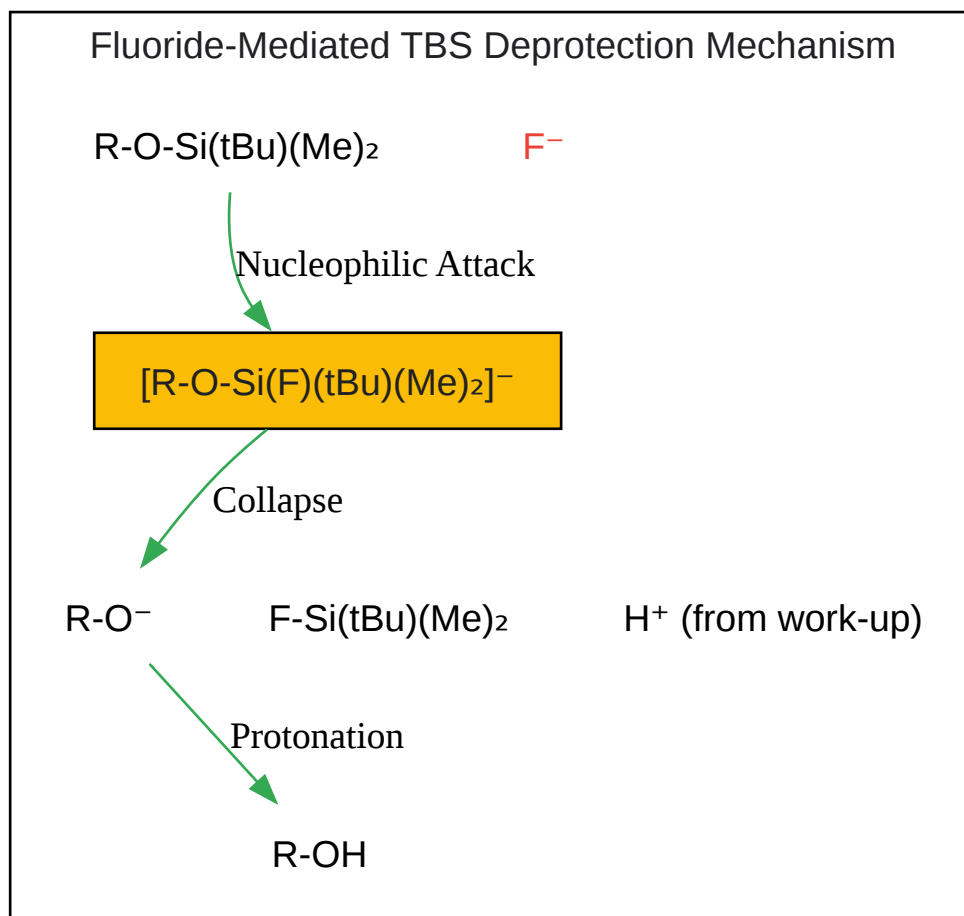 Fluoride-Mediated TBS Deprotection Mechanism
R-O-Si(tBu)(Me)₂ F⁻
Nucleophilic Attack
[R-O-Si(F)(tBu)(Me)₂]⁻
Collapse
R-O⁻ F-Si(tBu)(Me)₂ H⁺ (from work-up)
Protonation
R-OH